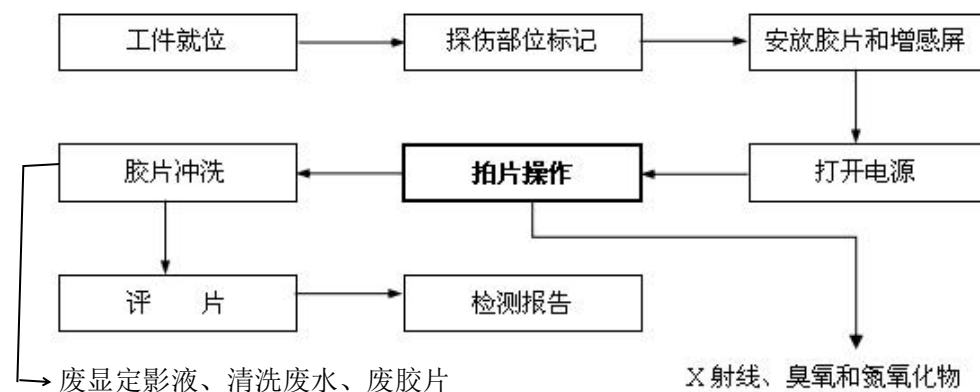 工件就位
探伤部位标记
安放胶片和增感屏
打开电源
拍片操作
胶片冲洗
评 片
检测报告
废显定影液、清洗废水、废胶片
X射线、臭氧和氮氧化物